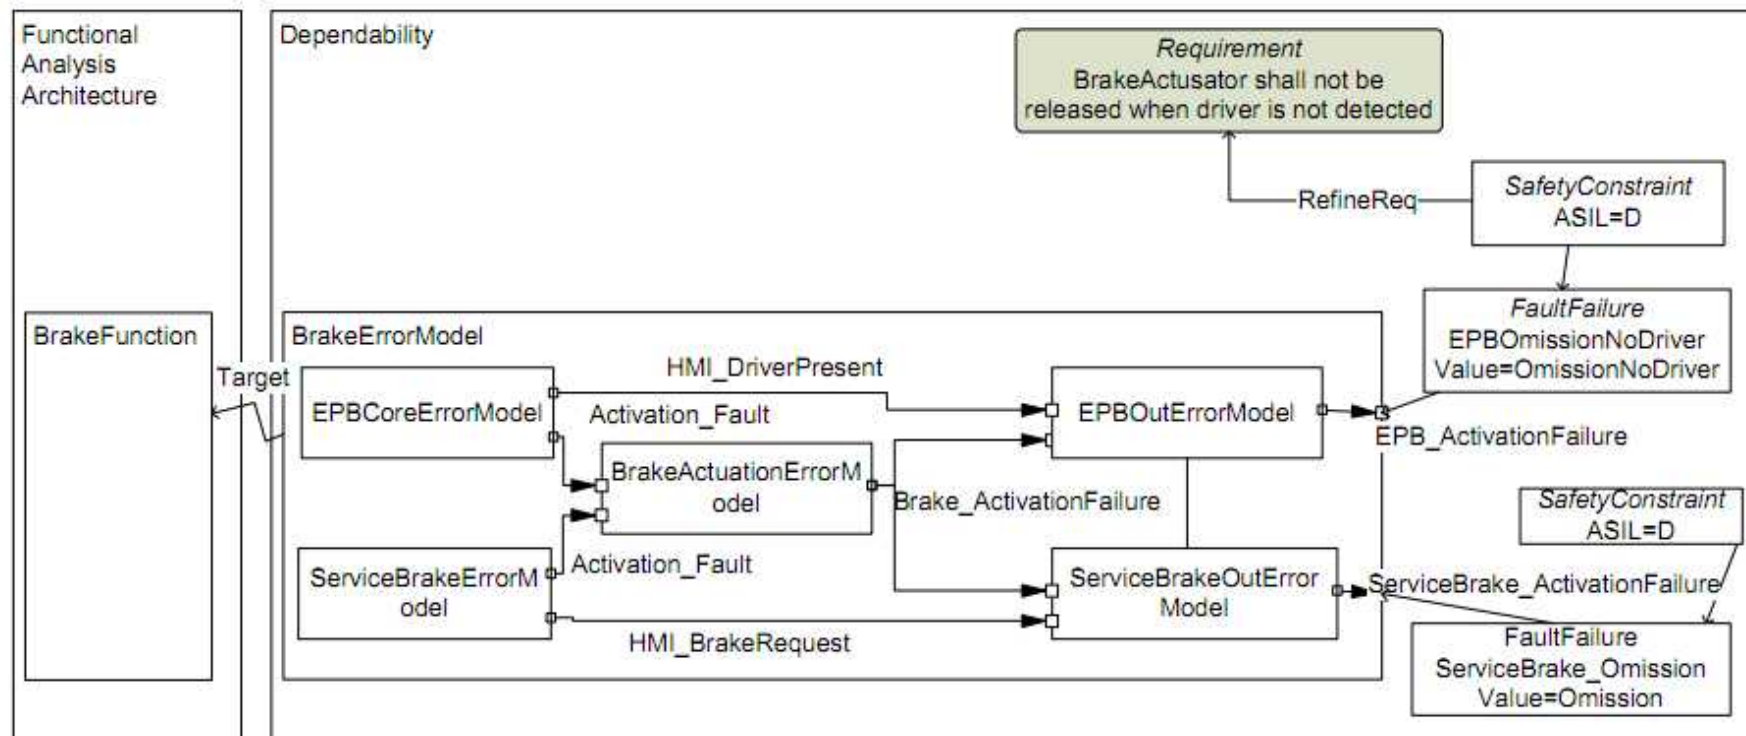 Functional
Analysis
Architecture
Dependability
Requirement
BrakeActusator shall not be
released when driver is not detected
RefineReq
SafetyConstraint
ASIL=D
FaultFailure
EPBOmissionNoDriver
Value=OmissionNoDriver
BrakeFunction
Target
BrakeErrorModel
HMI_DriverPresent
EPBCoreErrorModel
Activation_Fault
EPBOutErrorModel
EPB_ActivationFailure
BrakeActuationErrorM
odel
Brake_ActivationFailure
SafetyConstraint
ASIL=D
Activation_Fault
ServiceBrakeErrorM
odel
ServiceBrakeOutError
Model
ServiceBrake_ActivationFailure
HMI_BrakeRequest
FaultFailure
ServiceBrake_Omission
Value=Omission